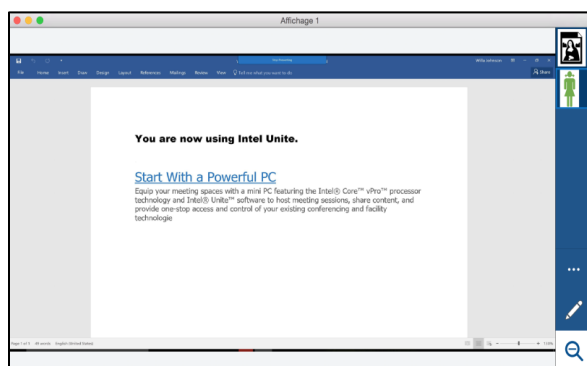 Affichage 1
File Home Insert Draw Design Layout References Mailings Review View Tell me what you want to do Share
You are now using Intel Unite.
Start With a Powerful PC
Equip your meeting spaces with a mini PC featuring the Intel® Core™ vPro™ processor
technology and Intel® Unite™ software to host meeting sessions, share content, and
provide one-stop access and control of your existing conferencing and facility
technologie
English (United States)